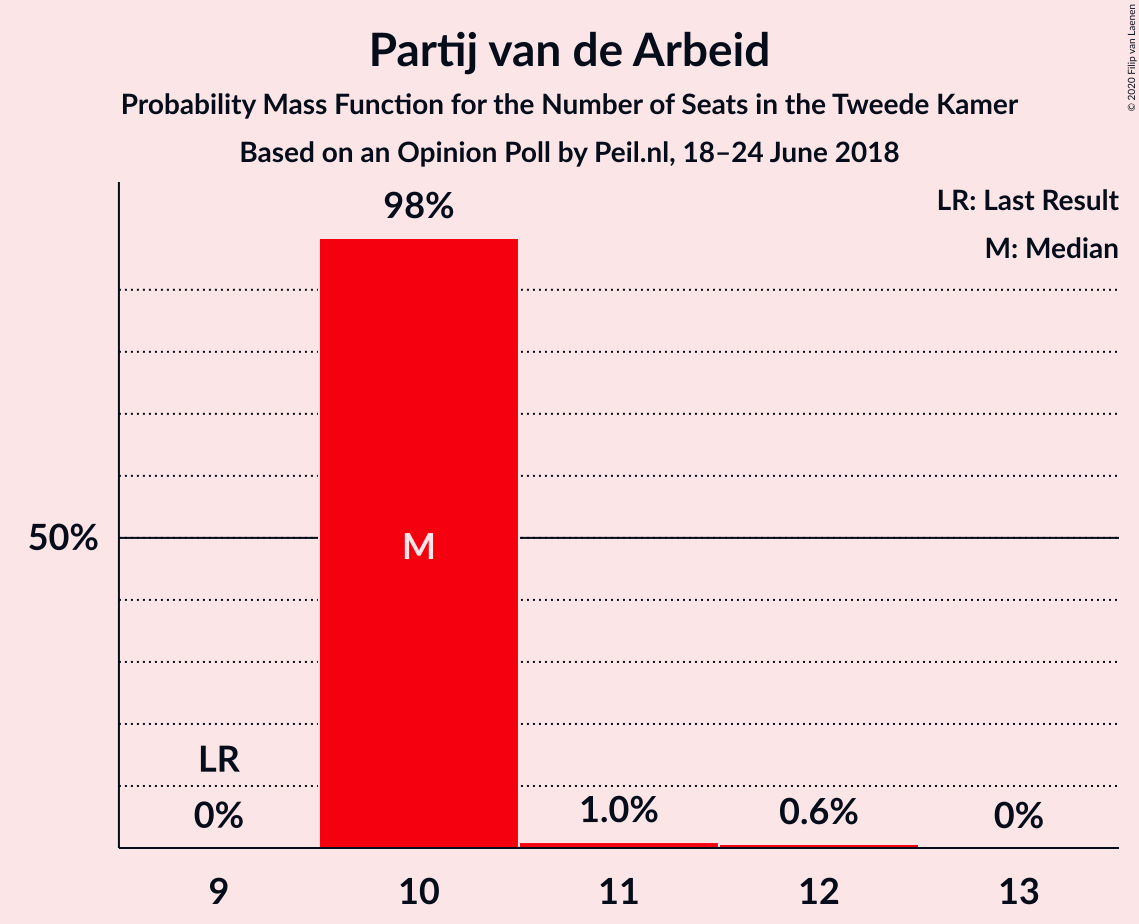 Partij van de Arbeid
Probability Mass Function for the Number of Seats in the Tweede Kamer
Based on an Opinion Poll by Peil.nl, 18–24 June 2018
© 2020 Filip van Laenen
LR: Last Result
M: Median
98%
50%
M
LR
0%
1.0%
0.6%
0%
9
10
11
12
13